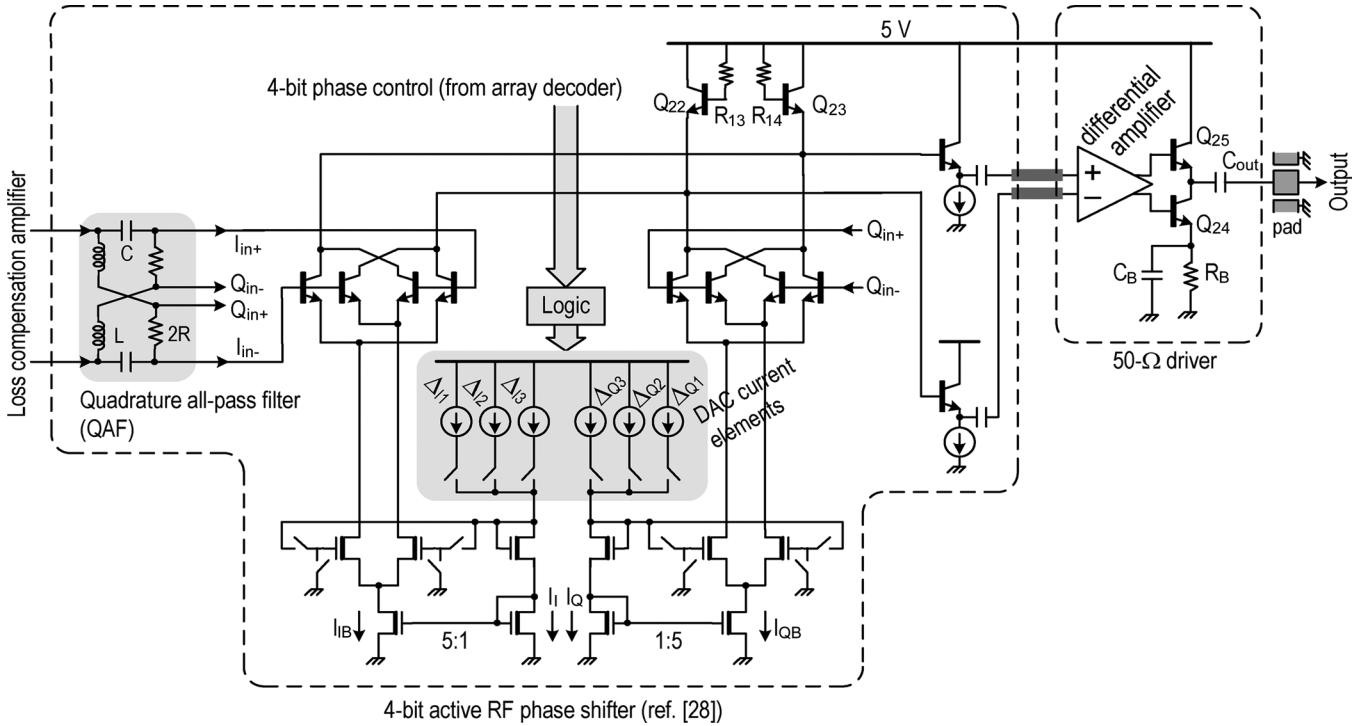 5 V
4-bit phase control (from array decoder)
Q22
R13
R14
Q23
differential
amplifier
Q25
Cout
Output
+
−
Q24
pad
CB
RB
50-Ω driver
Loss compensation amplifier
C
Iin+
Qin-
Qin+
L
2R
Iin-
Quadrature all-pass filter
(QAF)
Qin+
Qin-
Logic
ΔI1
ΔI2
ΔI3
ΔQ3
ΔQ2
ΔQ1
DAC current
elements
IIB
5:1
II
IQ
1:5
IQB
4-bit active RF phase shifter (ref. [28])